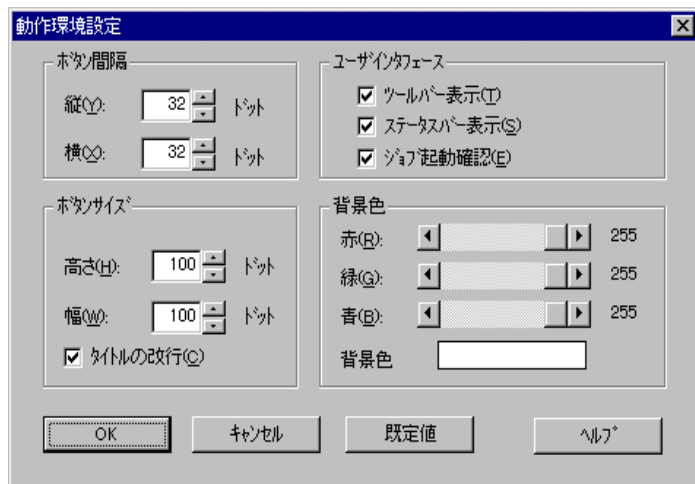 動作環境設定
ボタン間隔
縦(Y): 32 ドット
横(X): 32 ドット
ユーザインタフェース
ツールバー表示(T)
ステータスバー表示(S)
ジョブ起動確認(E)
ボタンサイズ
高さ(H): 100 ドット
幅(W): 100 ドット
タイトルの改行(C)
背景色
赤(R): 255
緑(G): 255
青(B): 255
背景色
OK キャンセル 既定値 ヘルプ